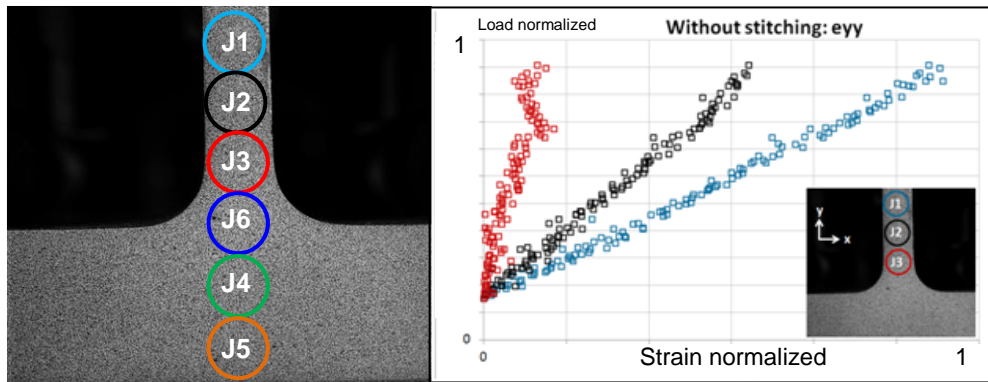 J1
J2
J3
J6
J4
J5
Load normalized
Without stitching: eyy
1
J1
y
J2
x
J3
0
0
Strain normalized
1